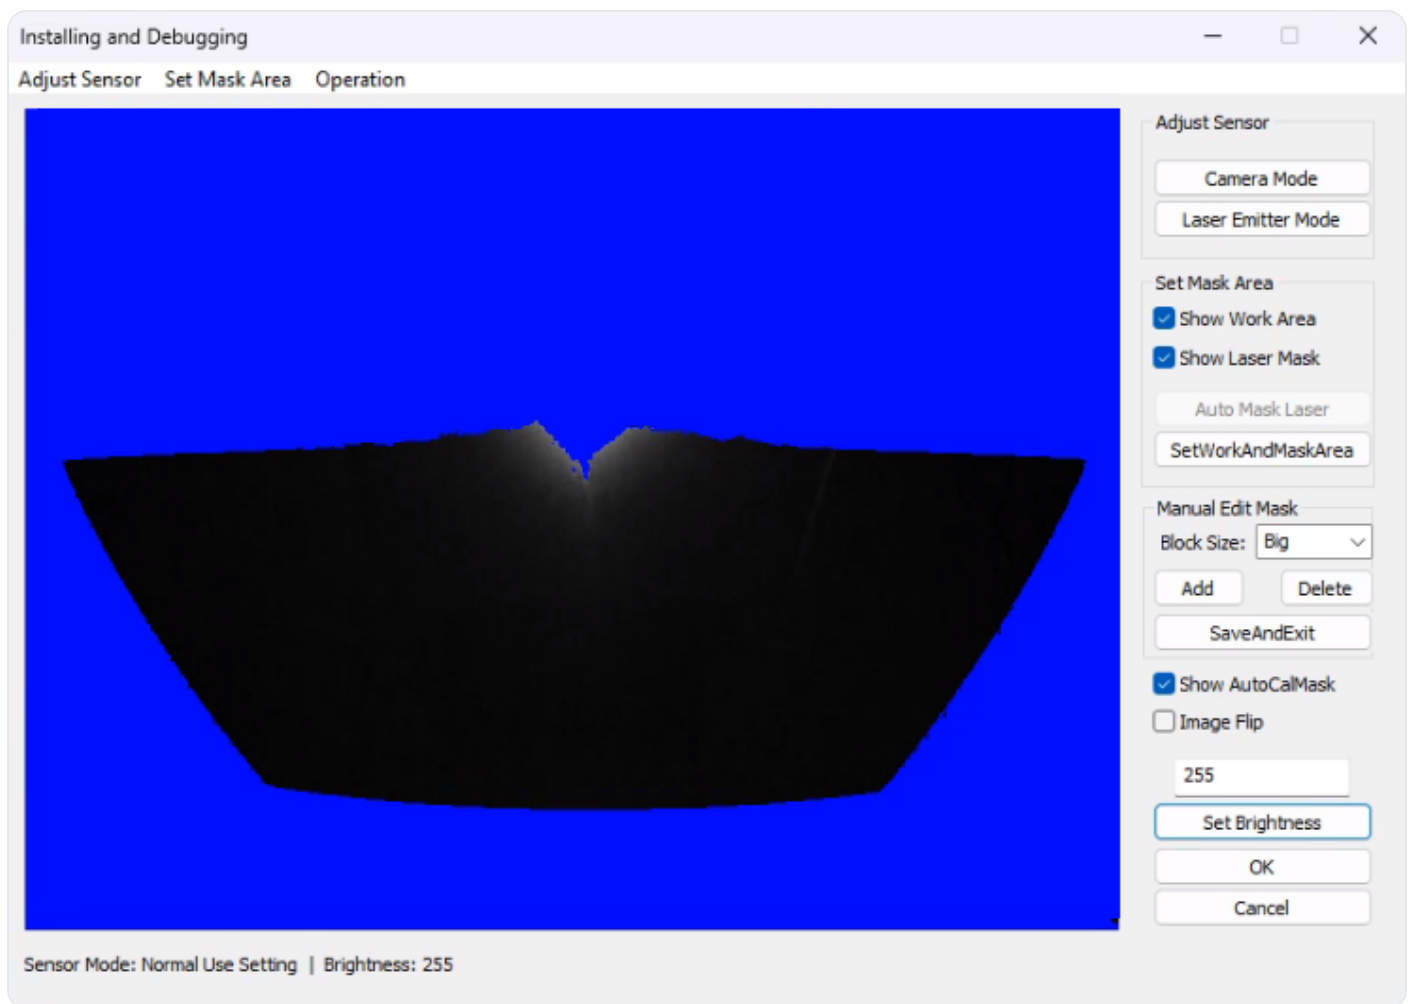 Installing and Debugging
Adjust Sensor Set Mask Area Operation
Adjust Sensor
Camera Mode
Laser Emitter Mode
Set Mask Area
Show Work Area
Show Laser Mask
Auto Mask Laser
SetWorkAndMaskArea
Manual Edit Mask
Block Size: Big
Add Delete
SaveAndExit
Show AutoCalMask
Image Flip
255
Set Brightness
OK
Cancel
Sensor Mode: Normal Use Setting | Brightness: 255